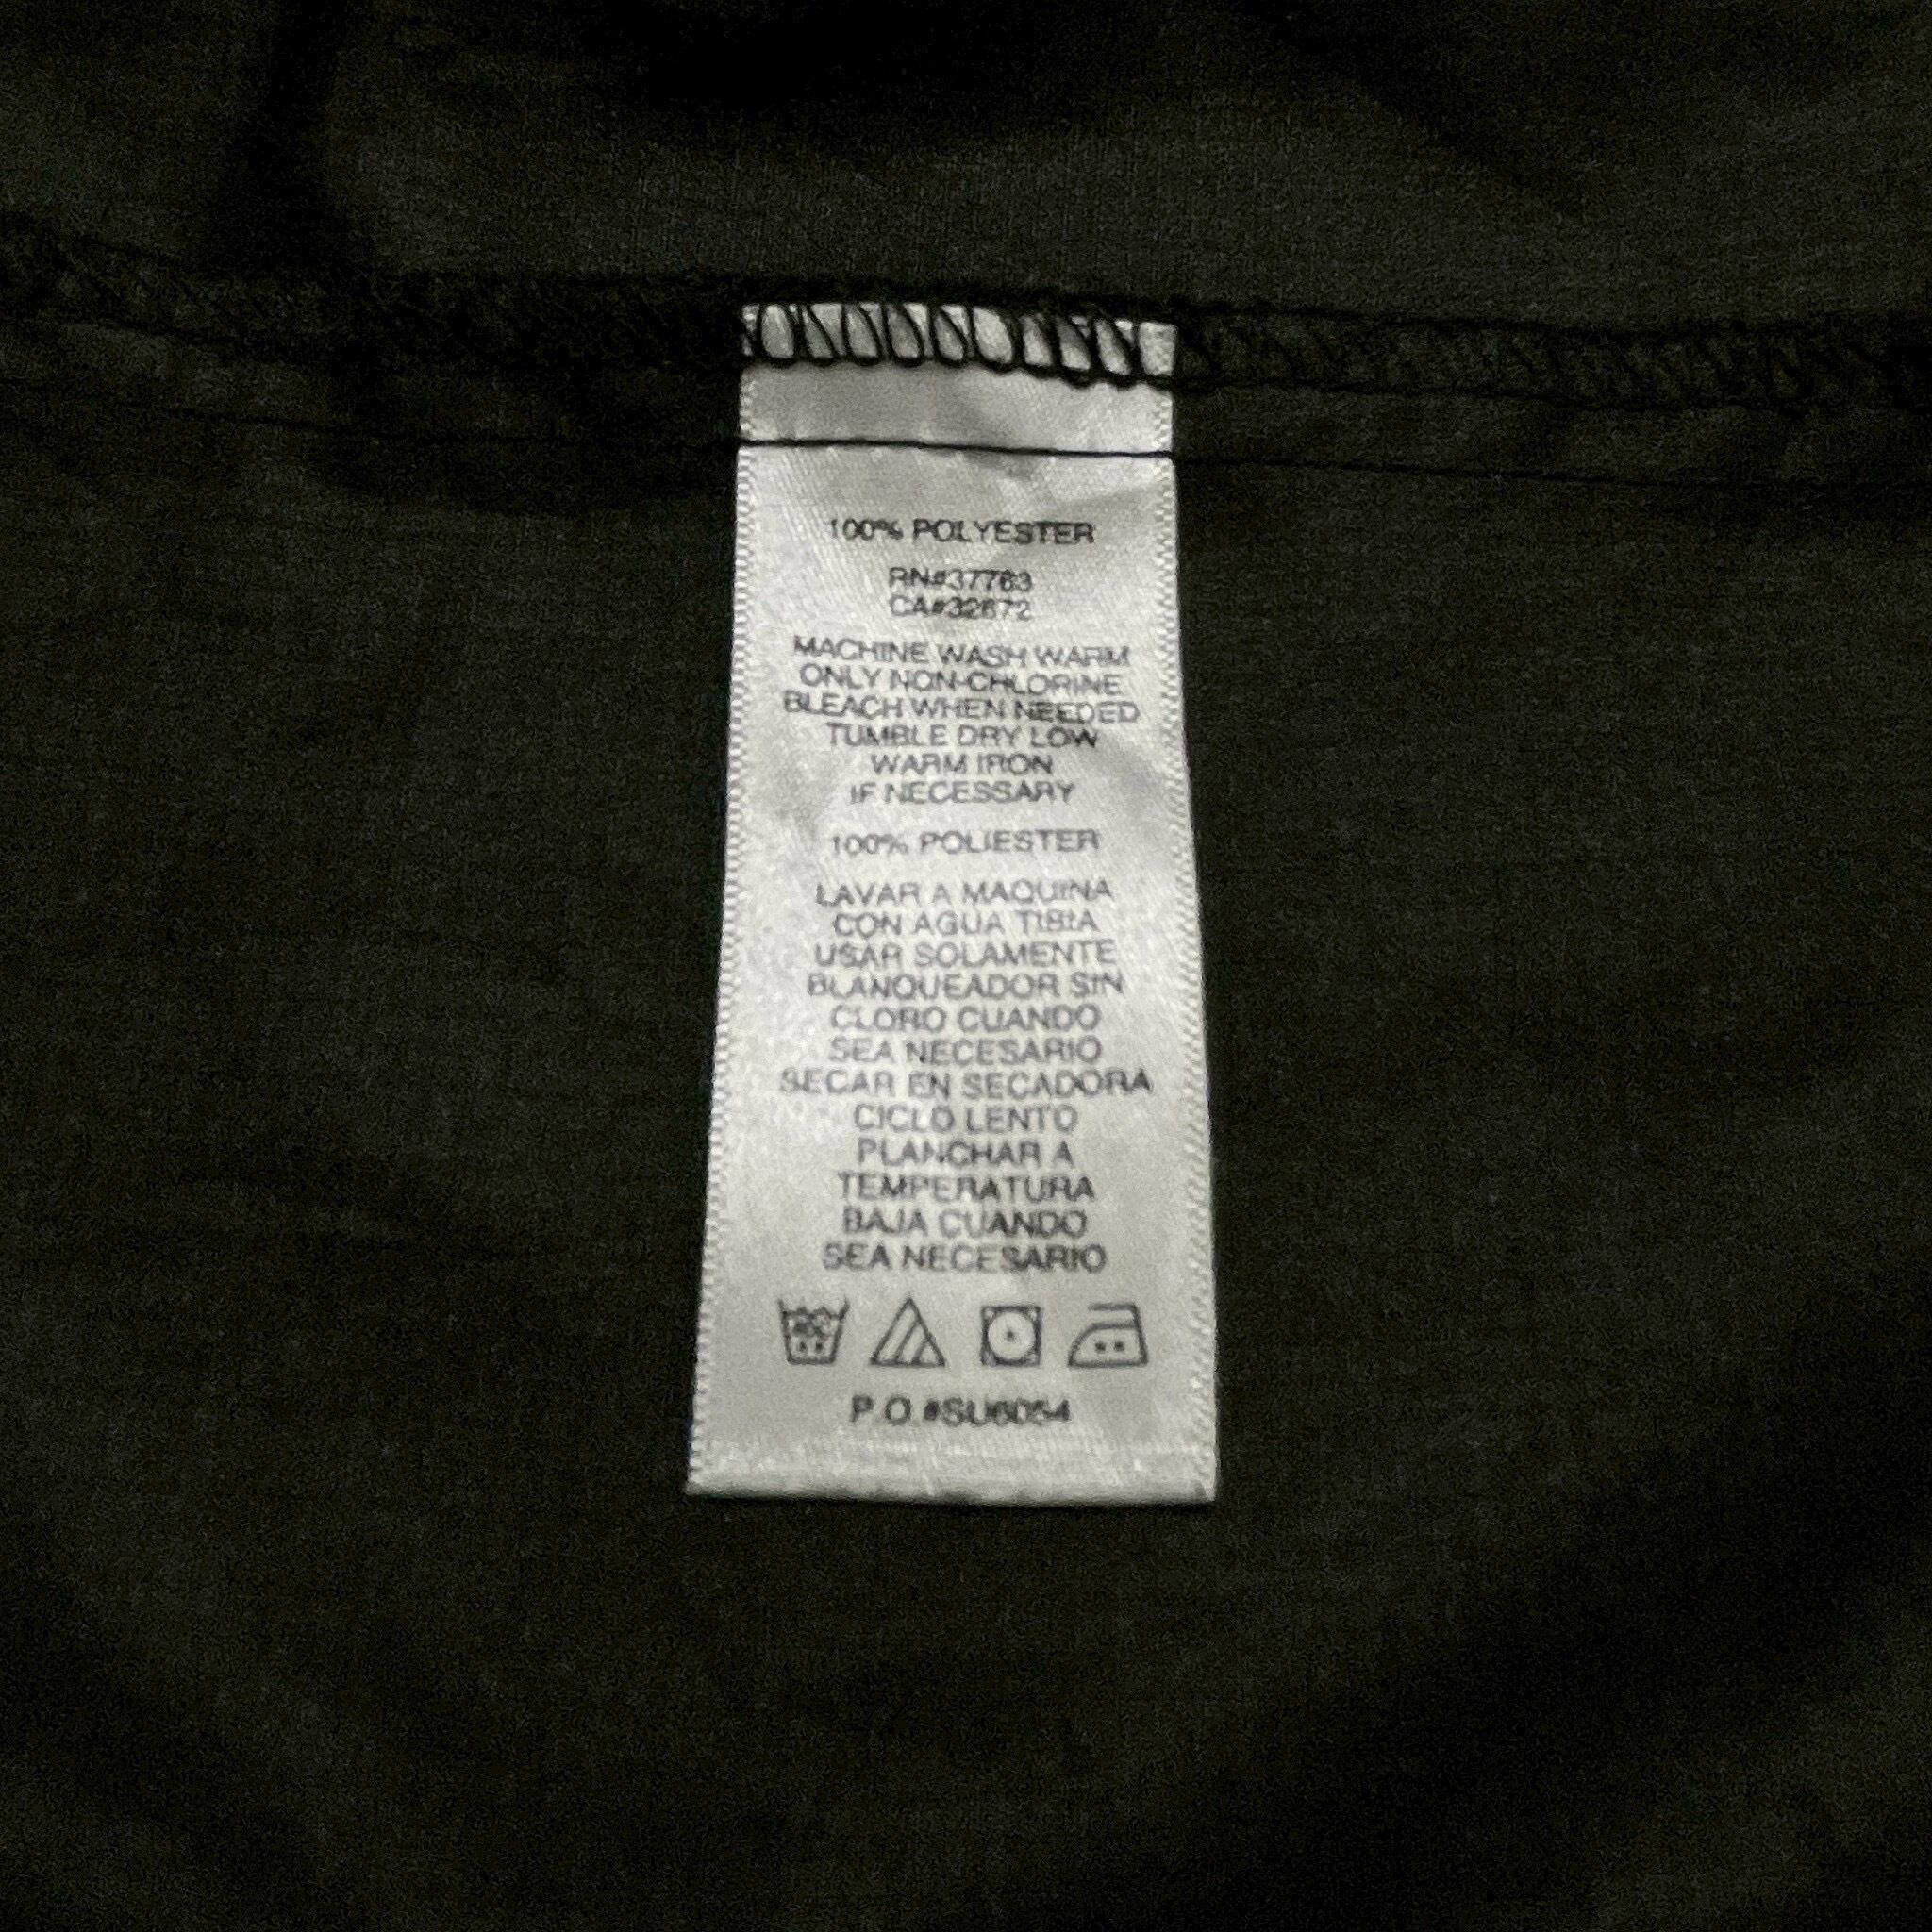 100% POLYESTER
RN#37763
CA#32672
MACHINE WASH WARM
ONLY NON-CHLORINE
BLEACH WHEN NEEDED
TUMBLE DRY LOW
WARM IRON
IF NECESSARY
100% POLIESTER
LAVAR A MAQUINA
CON AGUA TIBIA
USAR SOLAMENTE
BLANQUEADOR SIN
CLORO CUANDO
SEA NECESARIO
SECAR EN SECADORA
CICLO LENTO
PLANCHAR A
TEMPERATURA
BAJA CUANDO
SEA NECESARIO
P.O.#SU6054